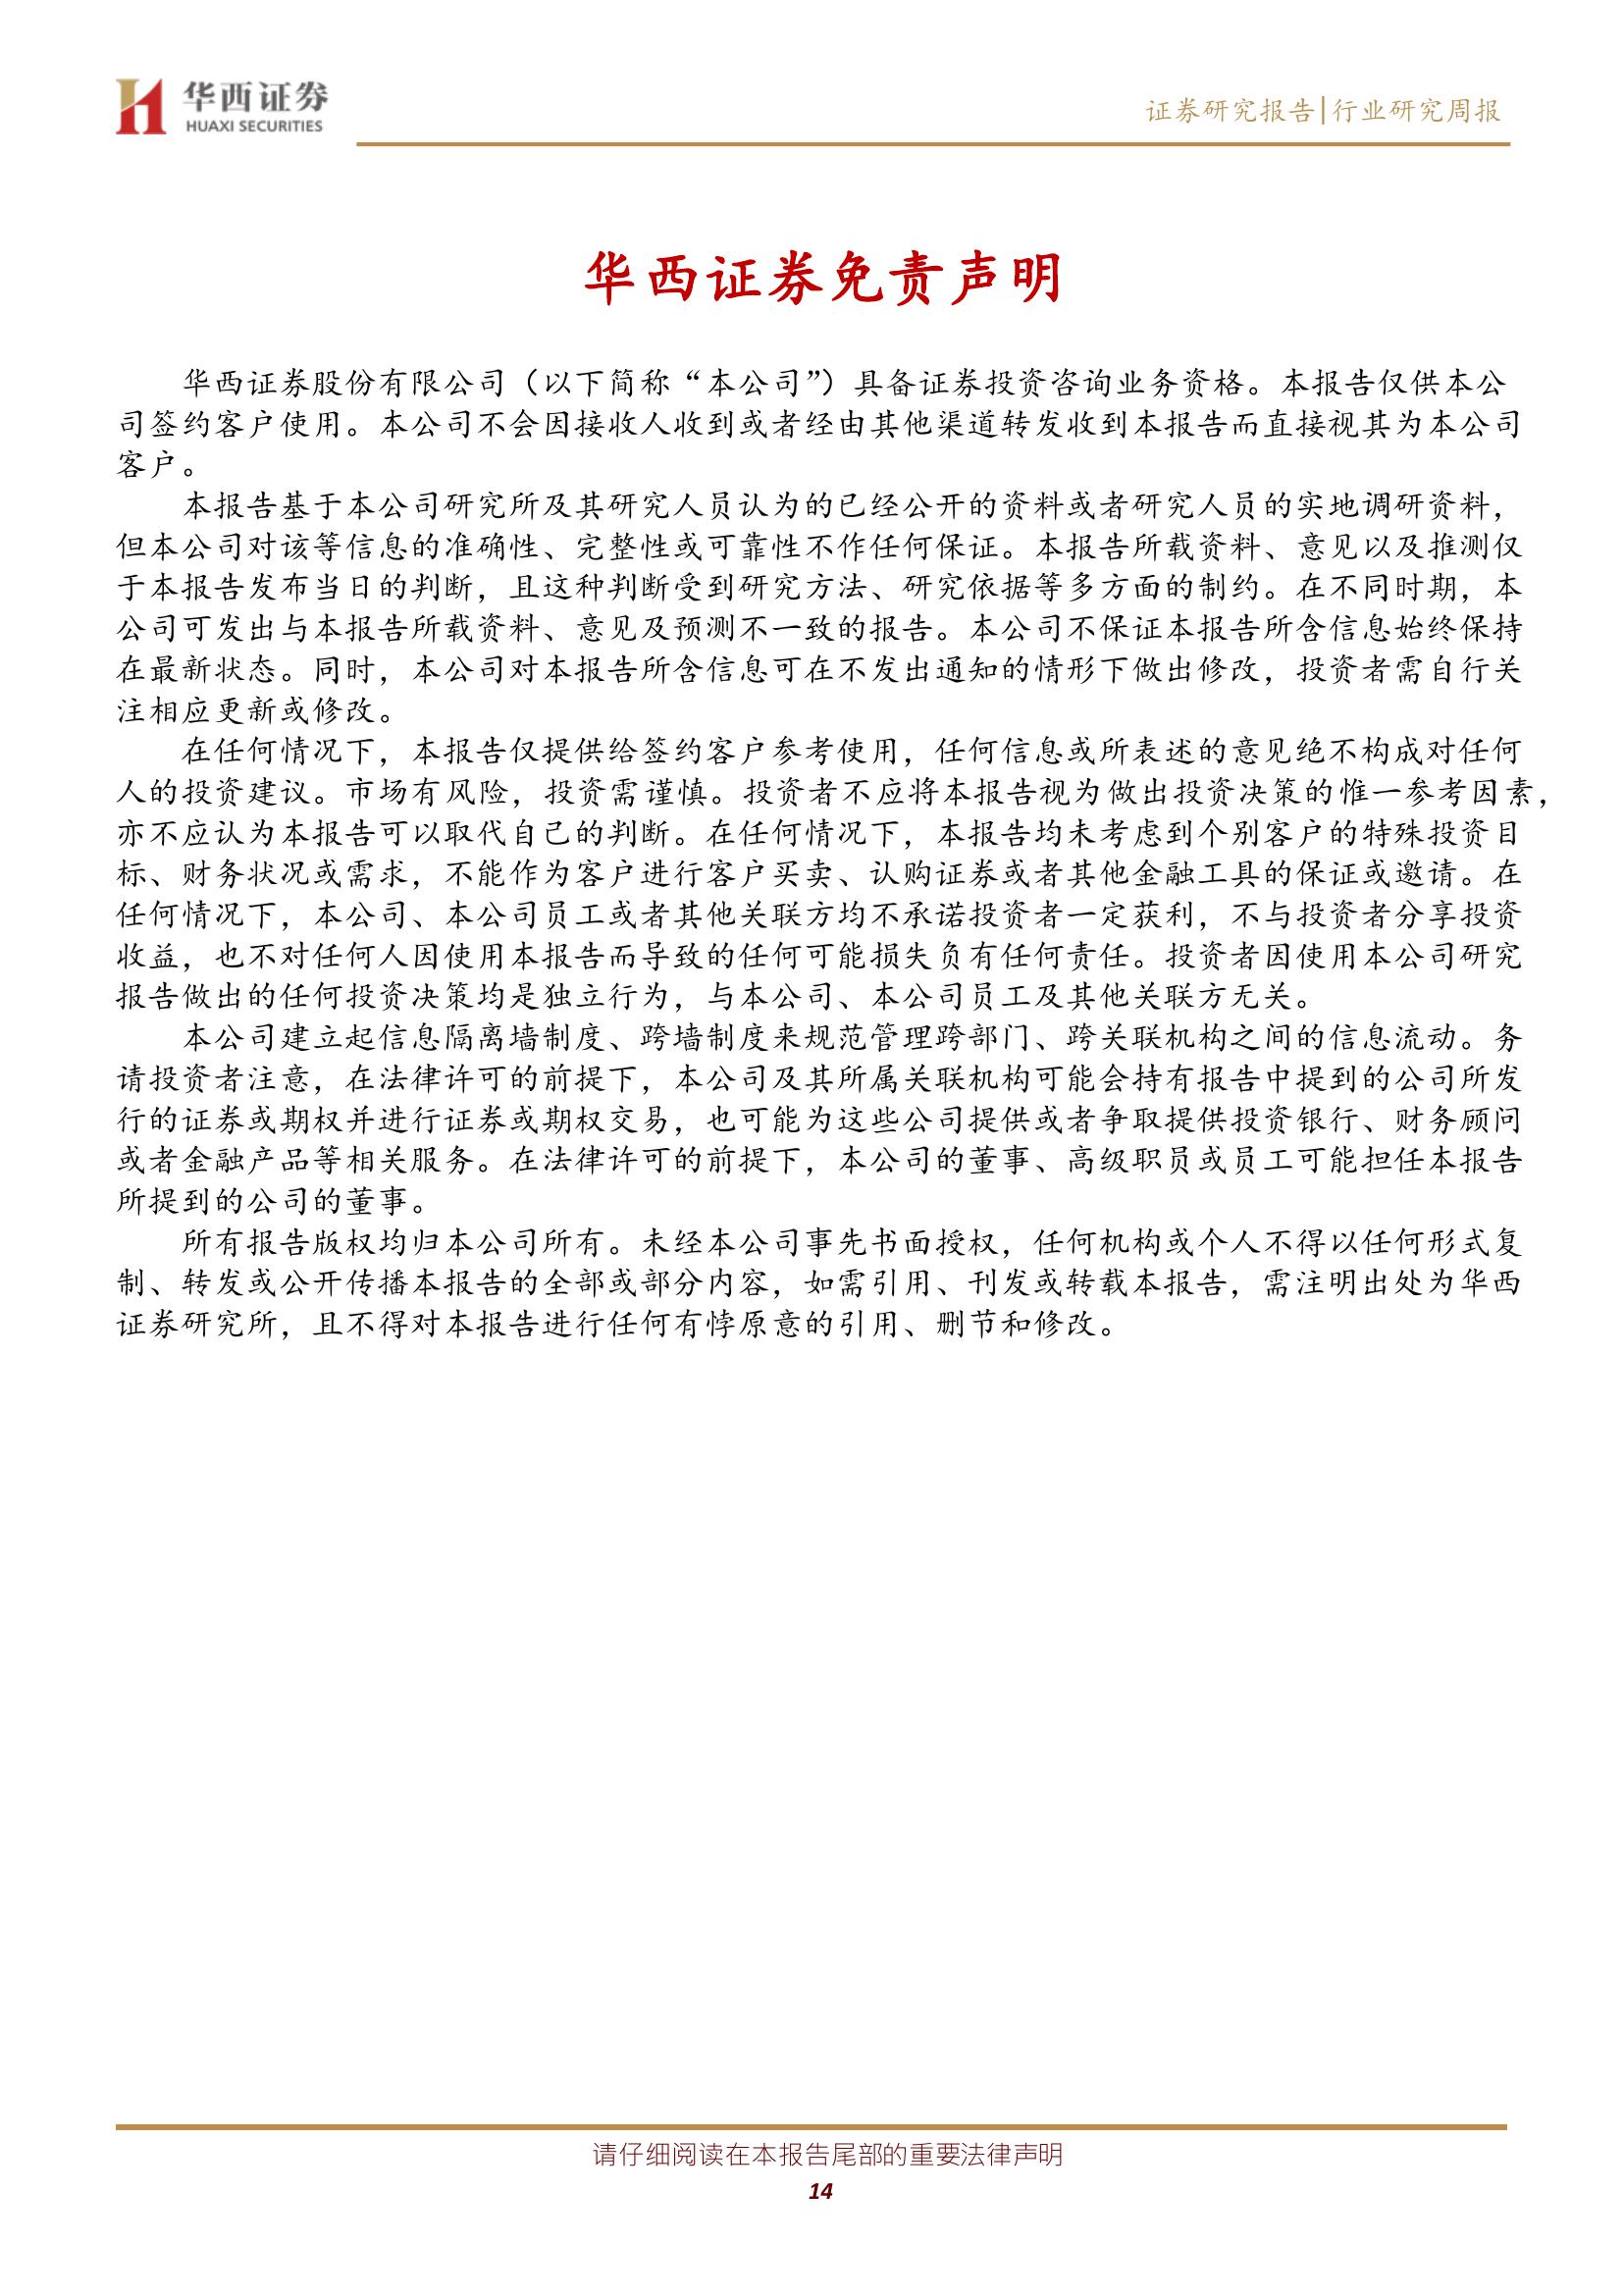 华西证券
HUAXI SECURITIES
证券研究报告|行业研究周报
华西证券免责声明
华西证券股份有限公司（以下简称“本公司”）具备证券投资咨询业务资格。本报告仅供本公
司签约客户使用。本公司不会因接收人收到或者经由其他渠道转发收到本报告而直接视其为本公司
客户。
本报告基于本公司研究所及其研究人员认为的已经公开的资料或者研究人员的实地调研资料，
但本公司对该等信息的准确性、完整性或可靠性不作任何保证。本报告所载资料、意见以及推测仅
于本报告发布当日的判断，且这种判断受到研究方法、研究依据等多方面的制约。在不同时期，本
公司可发出与本报告所载资料、意见及预测不一致的报告。本公司不保证本报告所含信息始终保持
在最新状态。同时，本公司对本报告所含信息可在不发出通知的情形下做出修改，投资者需自行关
注相应更新或修改。
在任何情况下，本报告仅提供给签约客户参考使用，任何信息或所表述的意见绝不构成对任何
人的投资建议。市场有风险，投资需谨慎。投资者不应将本报告视为做出投资决策的惟一参考因素，
亦不应认为本报告可以取代自己的判断。在任何情况下，本报告均未考虑到个别客户的特殊投资目
标、财务状况或需求，不能作为客户进行客户买卖、认购证券或者其他金融工具的保证或邀请。在
任何情况下，本公司、本公司员工或者其他关联方均不承诺投资者一定获利，不与投资者分享投资
收益，也不对任何人因使用本报告而导致的任何可能损失负有任何责任。投资者因使用本公司研究
报告做出的任何投资决策均是独立行为，与本公司、本公司员工及其他关联方无关。
本公司建立起信息隔离墙制度、跨墙制度来规范管理跨部门、跨关联机构之间的信息流动。务
请投资者注意，在法律许可的前提下，本公司及其所属关联机构可能会持有报告中提到的公司所发
行的证券或期权并进行证券或期权交易，也可能为这些公司提供或者争取提供投资银行、财务顾问
或者金融产品等相关服务。在法律许可的前提下，本公司的董事、高级职员或员工可能担任本报告
所提到的公司的董事。
所有报告版权均归本公司所有。未经本公司事先书面授权，任何机构或个人不得以任何形式复
制、转发或公开传播本报告的全部或部分内容，如需引用、刊发或转载本报告，需注明出处为华西
证券研究所，且不得对本报告进行任何有悖原意的引用、删节和修改。
请仔细阅读在本报告尾部的重要法律声明
14